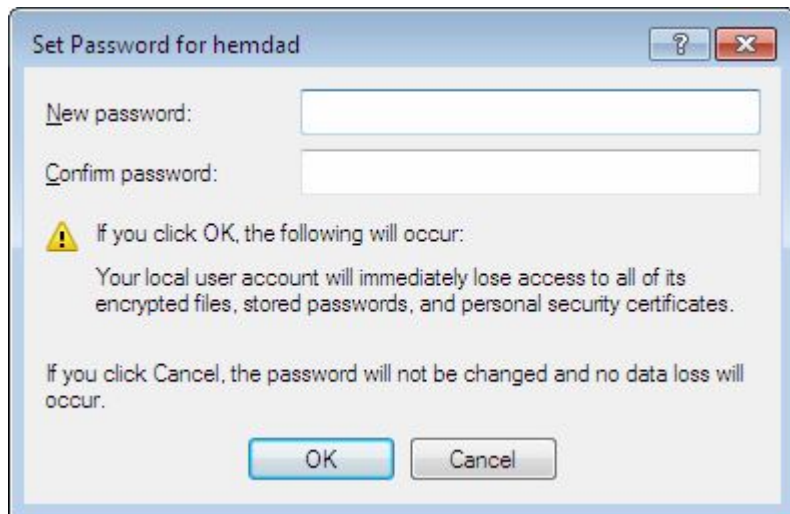 Set Password for hemdad
New password:
Confirm password:
If you click OK, the following will occur:
Your local user account will immediately lose access to all of its
encrypted files, stored passwords, and personal security certificates.
If you click Cancel, the password will not be changed and no data loss will
occur.
OK Cancel